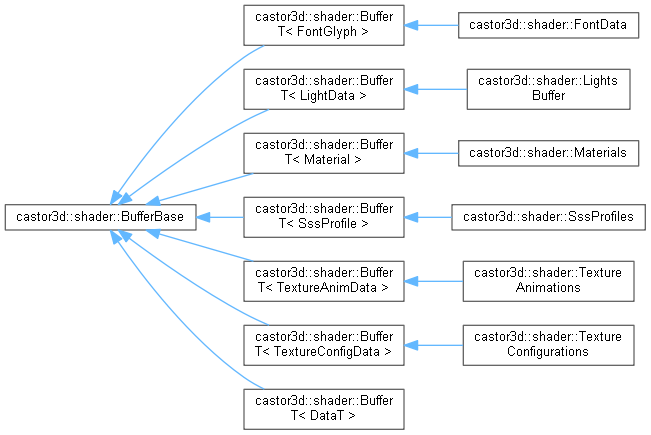 castor3d::shader::Buffer
T< FontGlyph >
castor3d::shader::FontData
castor3d::shader::Buffer
T< LightData >
castor3d::shader::Lights
Buffer
castor3d::shader::Buffer
T< Material >
castor3d::shader::Materials
castor3d::shader::BufferBase
castor3d::shader::Buffer
T< SssProfile >
castor3d::shader::SssProfiles
castor3d::shader::Buffer
T< TextureAnimData >
castor3d::shader::Texture
Animations
castor3d::shader::Buffer
T< TextureConfigData >
castor3d::shader::Texture
Configurations
castor3d::shader::Buffer
T< DataT >